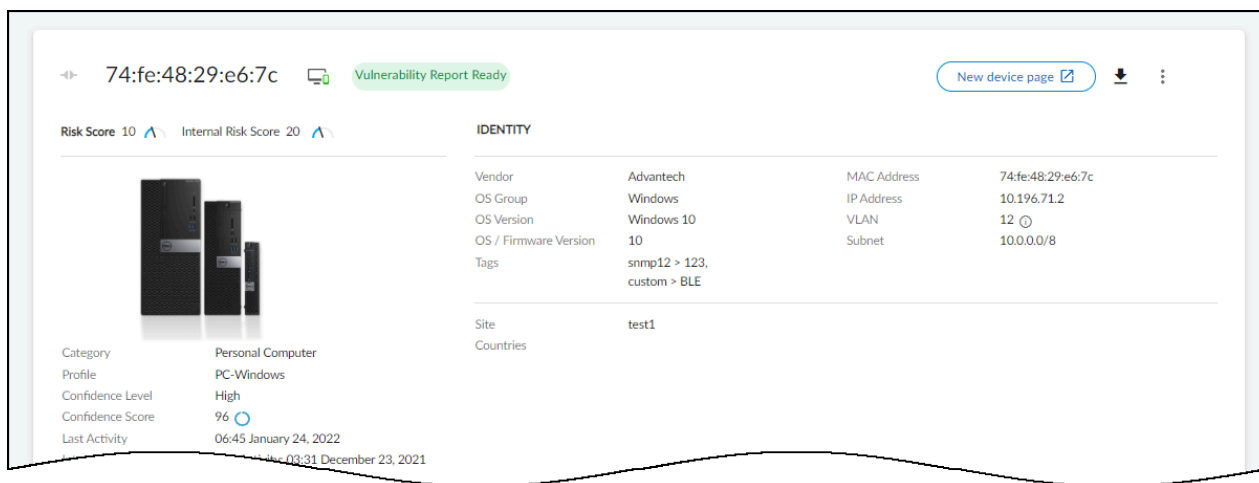 74:fe:48:29:e6:7c Vulnerability Report Ready New device page
Risk Score 10 Internal Risk Score 20
Category Personal Computer
Profile PC-Windows
Confidence Level High
Confidence Score 96
Last Activity 06:45 January 24, 2022
03:31 December 23, 2021
IDENTITY
Vendor Advantech
OS Group Windows
OS Version Windows 10
OS / Firmware Version 10
Tags snmp12 > 123,
custom > BLE
MAC Address 74:fe:48:29:e6:7c
IP Address 10.196.71.2
VLAN 12
Subnet 10.0.0.0/8
Site test1
Countries